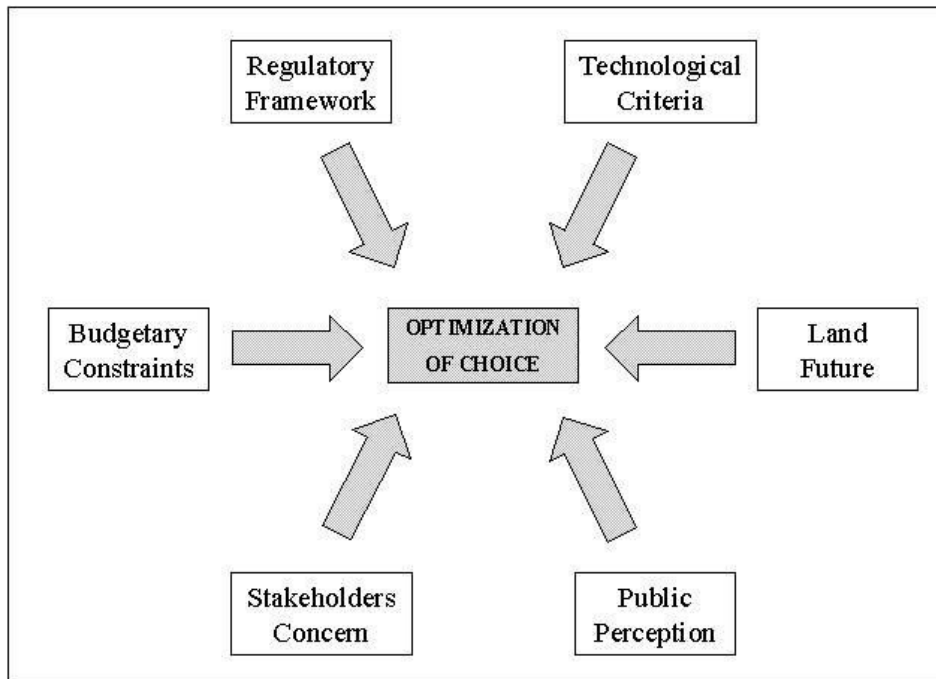 Regulatory
Framework
Technological
Criteria
Budgetary
Constraints
OPTIMIZATION
OF CHOICE
Land
Future
Stakeholders
Concern
Public
Perception